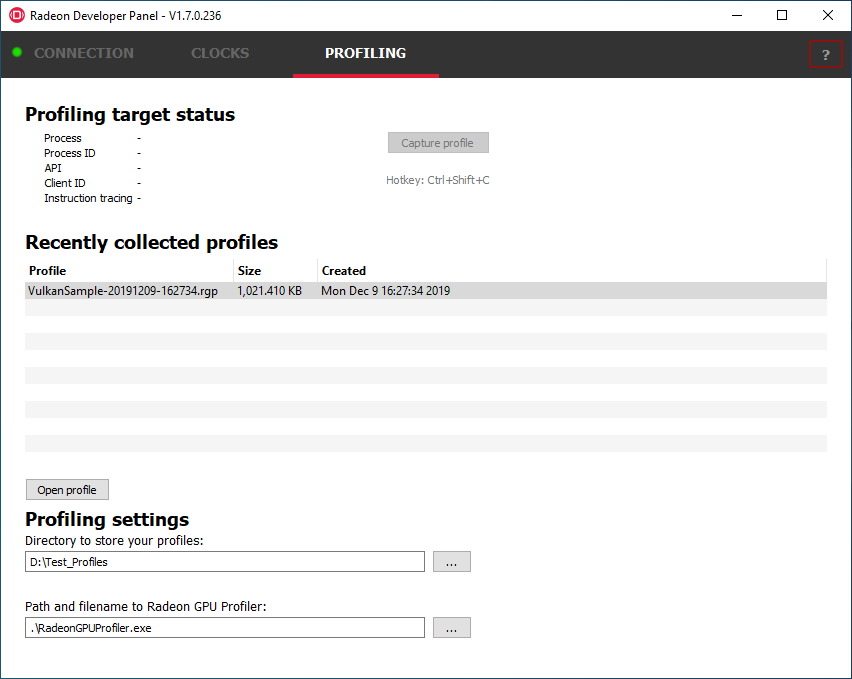 Radeon Developer Panel - V1.7.0.236
CONNECTION CLOCKS PROFILING ?
Profiling target status
Process -
Process ID -
API -
Client ID -
Instruction tracing -
Capture profile
Hotkey: Ctrl+Shift+C
Recently collected profiles
Profile Size Created
VulkanSample-20191209-162734.rgp 1,021.410 KB Mon Dec 9 16:27:34 2019
Open profile
Profiling settings
Directory to store your profiles:
D:\Test_Profiles ...
Path and filename to Radeon GPU Profiler:
.\RadeonGPUProfiler.exe ...